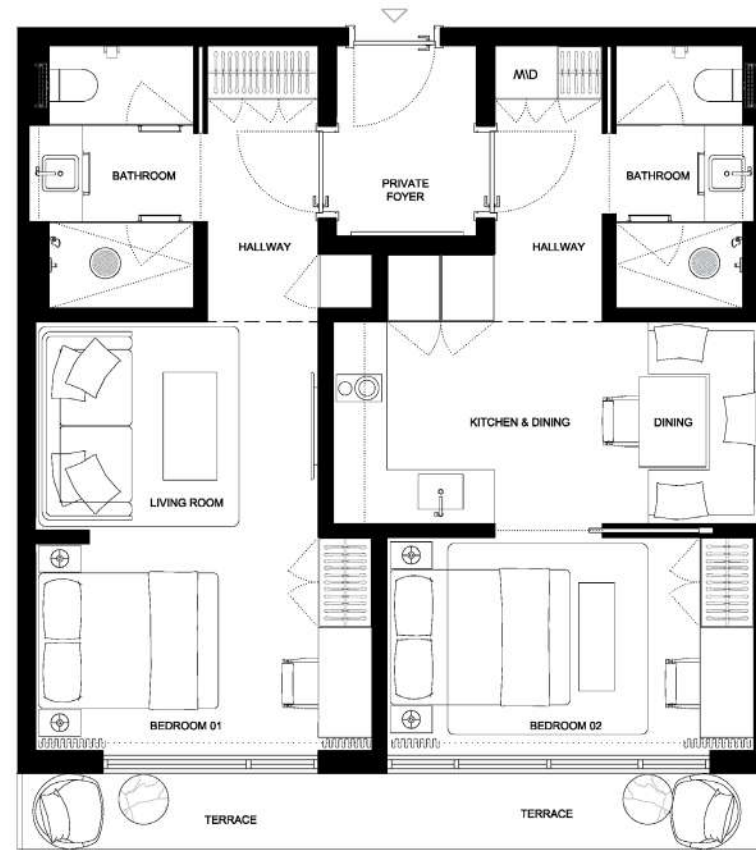 M\D
BATHROOM
PRIVATE
FOYER
BATHROOM
HALLWAY
HALLWAY
KITCHEN & DINING
DINING
LIVING ROOM
BEDROOM 01
BEDROOM 02
TERRACE
TERRACE